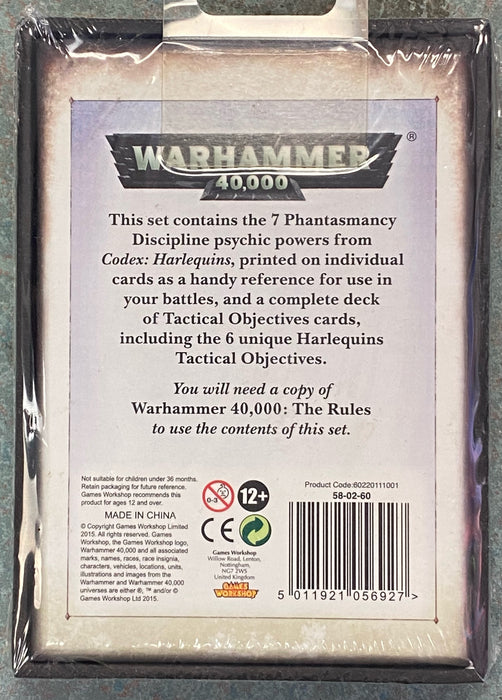 WARHAMMER®
40,000
This set contains the 7 Phantasmancy
Discipline psychic powers from
Codex: Harlequins, printed on individual
cards as a handy reference for use in
your battles, and a complete deck
of Tactical Objectives cards,
including the 6 unique Harlequins
Tactical Objectives.
You will need a copy of
Warhammer 40,000: The Rules
to use the contents of this set.
Not suitable for children under 36 months.
Retain packaging for future reference.
Games Workshop recommends this
product for ages 12 and over.
MADE IN CHINA
© Copyright Games Workshop Limited
2015. All rights reserved. Games
Workshop, the Games Workshop logo,
Warhammer 40,000 and all associated
marks, names, races, race insignia,
characters, vehicles, locations, units,
illustrations and images from the
Warhammer and Warhammer 40,000
universes are either ®, ™ and/or ©
Games Workshop Ltd 2015.
0-3
12+
CE
Games Workshop
Willow Road, Lenton,
Nottingham,
NG7 2WS
United Kingdom
GAMES
WORKSHOP
Product Code:60220111001
58-02-60
5 011921 056927 >